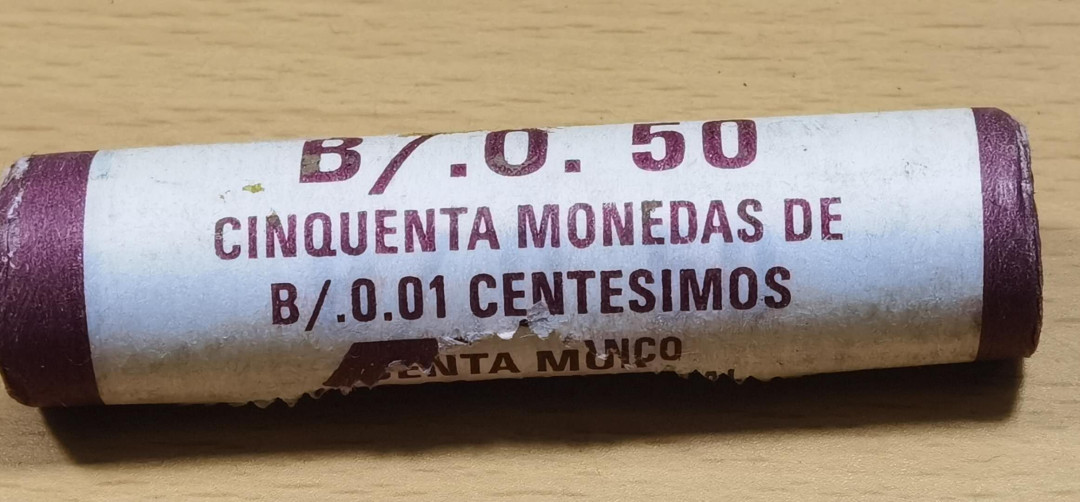 B/.0.50
CINQUENTA MONEDAS DE
B/.0.01 CENTESIMOS